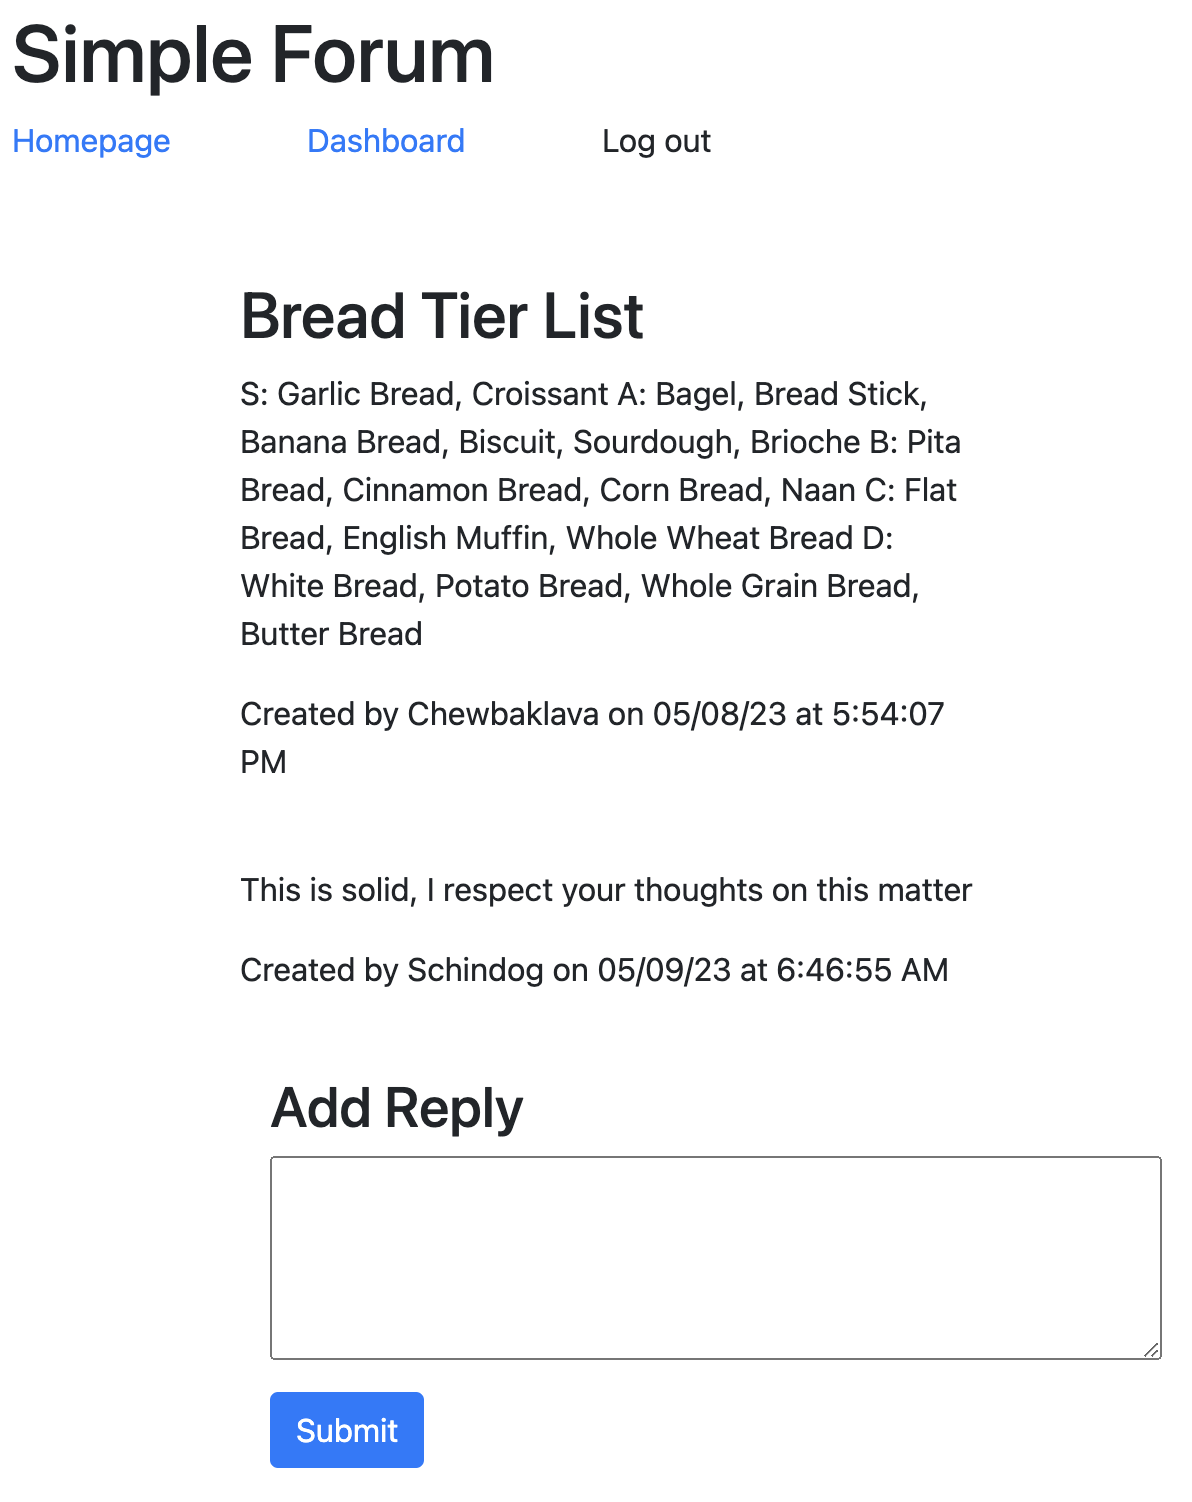 Simple Forum
Homepage Dashboard Log out
Bread Tier List
S: Garlic Bread, Croissant A: Bagel, Bread Stick,
Banana Bread, Biscuit, Sourdough, Brioche B: Pita
Bread, Cinnamon Bread, Corn Bread, Naan C: Flat
Bread, English Muffin, Whole Wheat Bread D:
White Bread, Potato Bread, Whole Grain Bread,
Butter Bread
Created by Chewbaklava on 05/08/23 at 5:54:07
PM
This is solid, I respect your thoughts on this matter
Created by Schindog on 05/09/23 at 6:46:55 AM
Add Reply
Submit